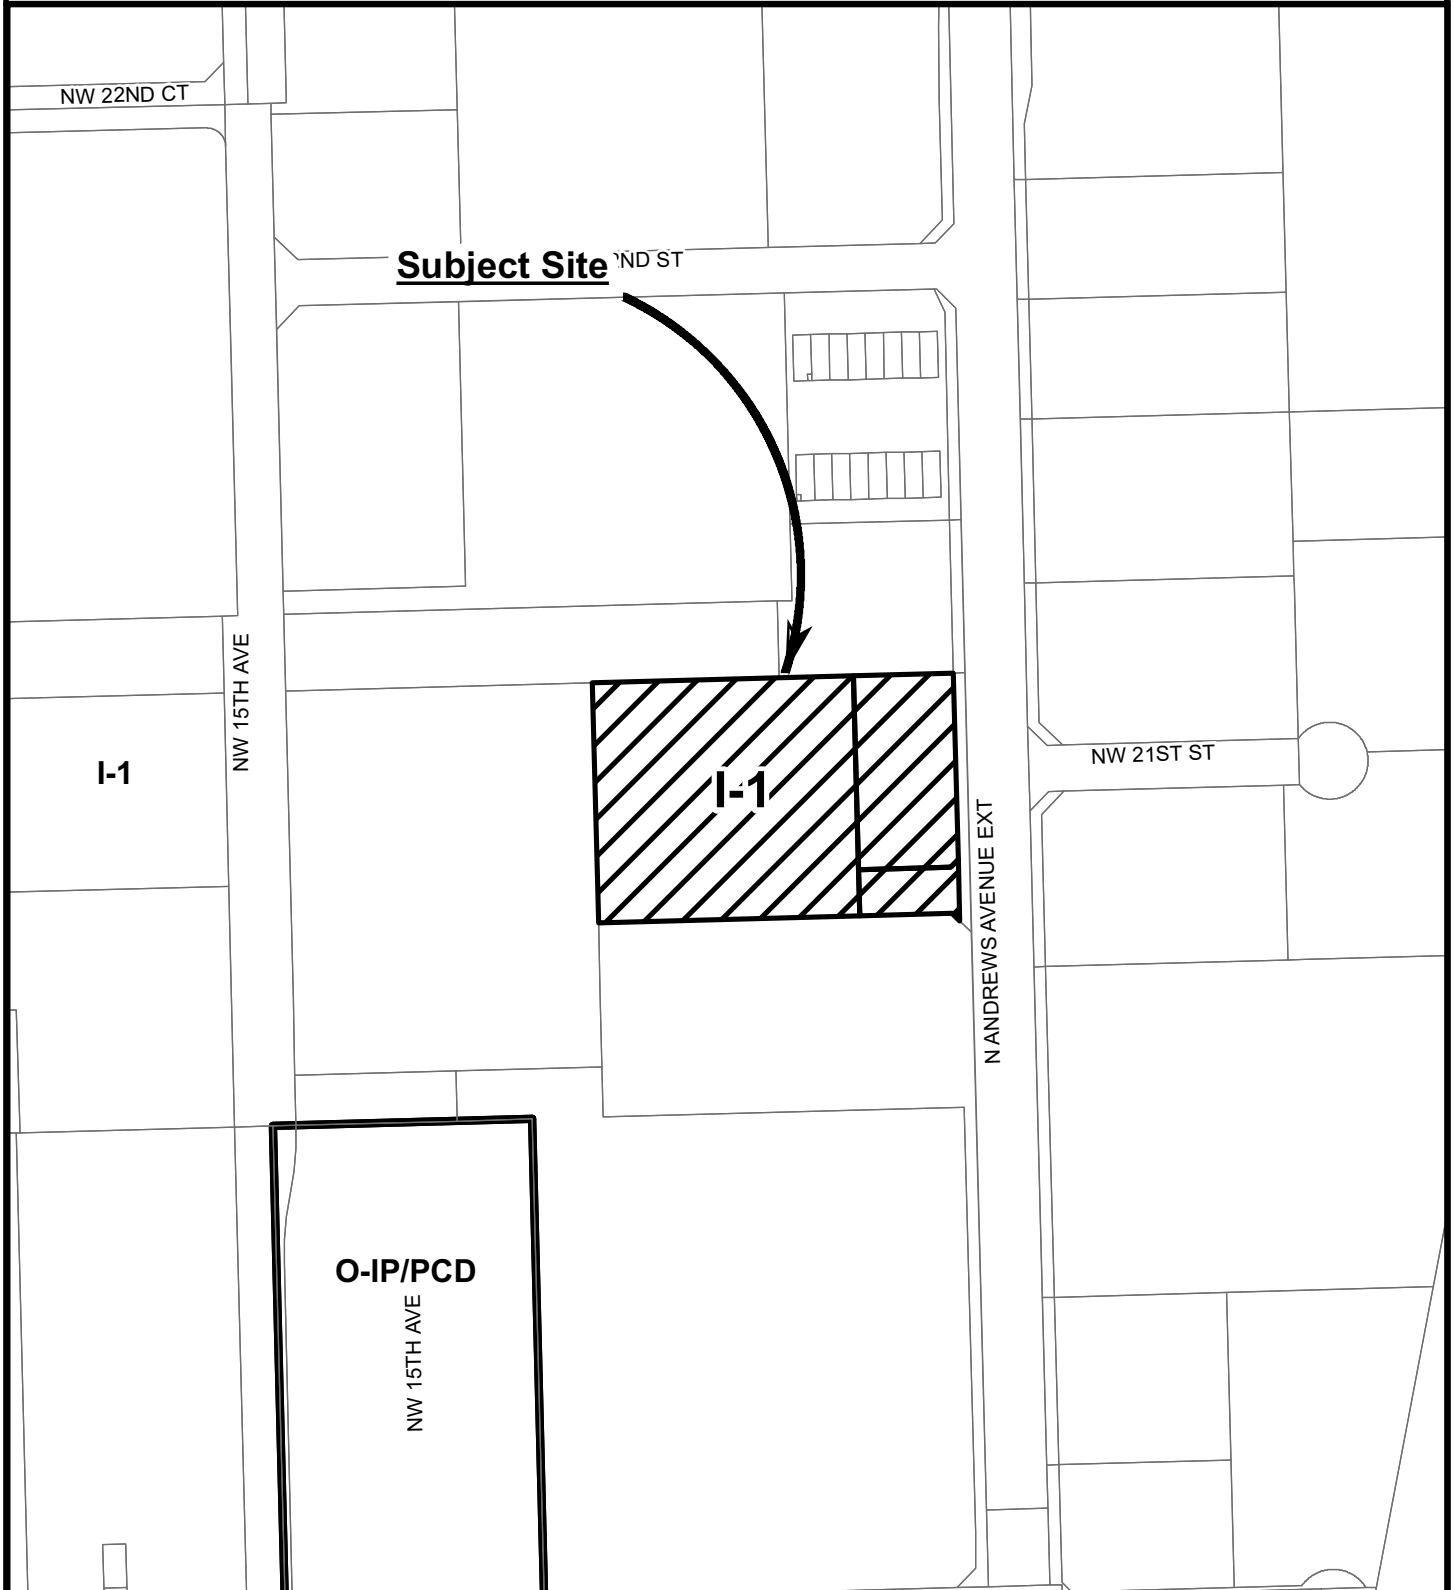 NW 22ND CT
Subject Site
ND ST
NW 15TH AVE
I-1
I-1
NW 21ST ST
N ANDREWS AVENUE EXT
O-IP/PCD
NW 15TH AVE